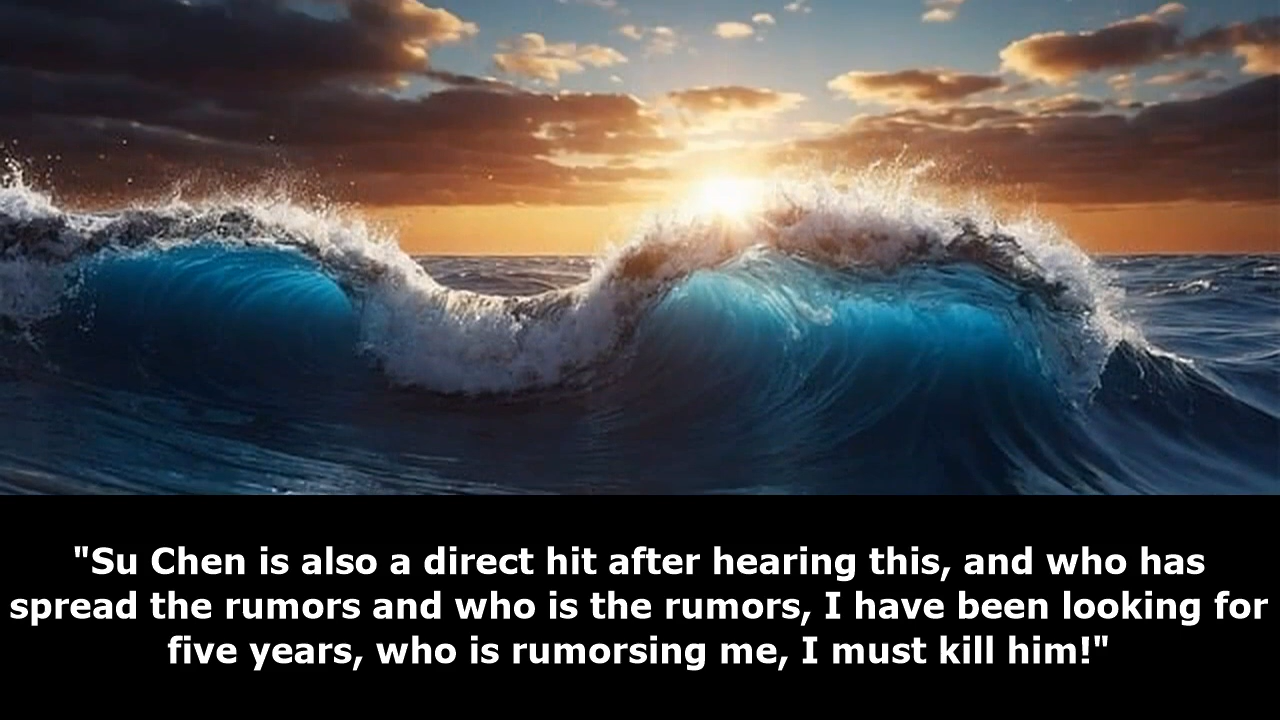 "Su Chen is also a direct hit after hearing this, and who has
spread the rumors and who is the rumors, I have been looking for
five years, who is rumorsing me, I must kill him!"